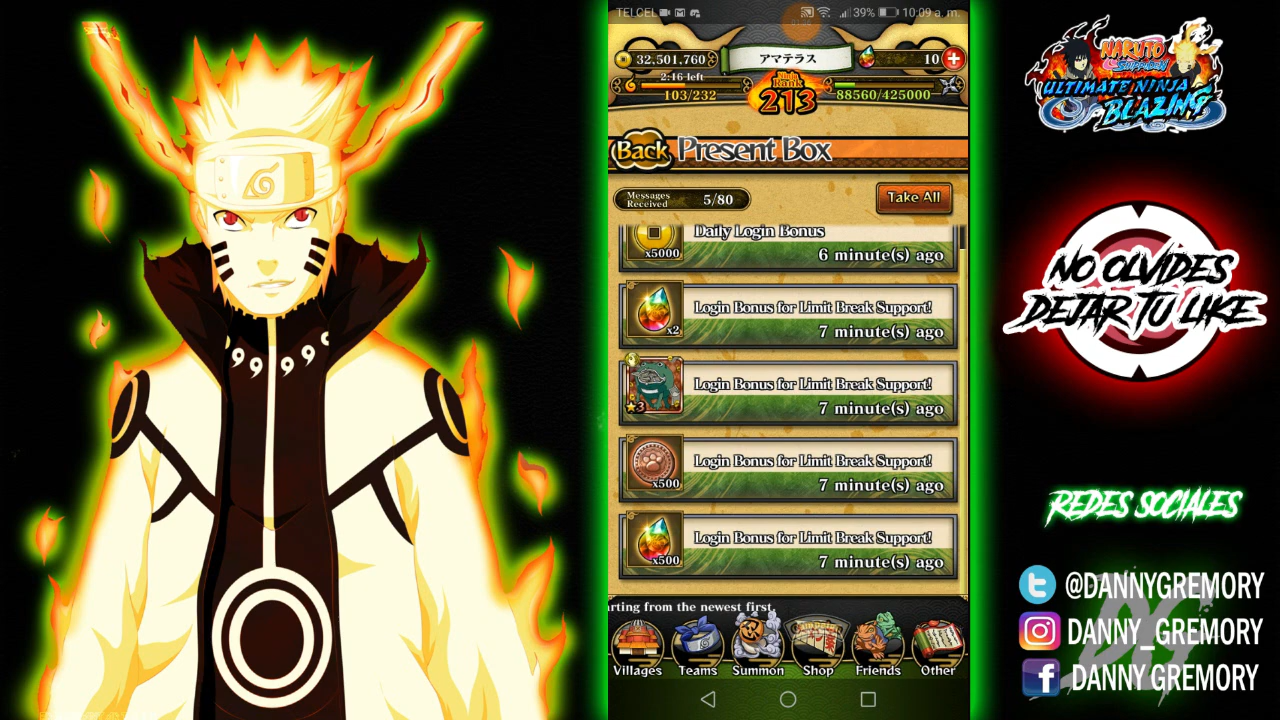 TELCEL
39%
10:09 a. m.
32,501,760
アマテラス
10
2:46 left
103/232
Ninja
Rank
213
88560/425000
Back
Present Box
Messages
Received
5/80
Take All
x5000
Daily Login Bonus
6 minute(s) ago
x2
Login Bonus for Limit Break Support!
7 minute(s) ago
3
Login Bonus for Limit Break Support!
7 minute(s) ago
x500
Login Bonus for Limit Break Support!
7 minute(s) ago
x500
Login Bonus for Limit Break Support!
7 minute(s) ago
rting from the newest first.
Villages
Teams
Summon
Shop
Friends
Other
NARUTO
SHIPPUDEN
ULTIMATE NINJA
BLAZING
NO OLVIDES
DEJAR TU LIKE
REDES SOCIALES
@DANNYGREMORY
DANNY_GREMORY
DANNY GREMORY
DG